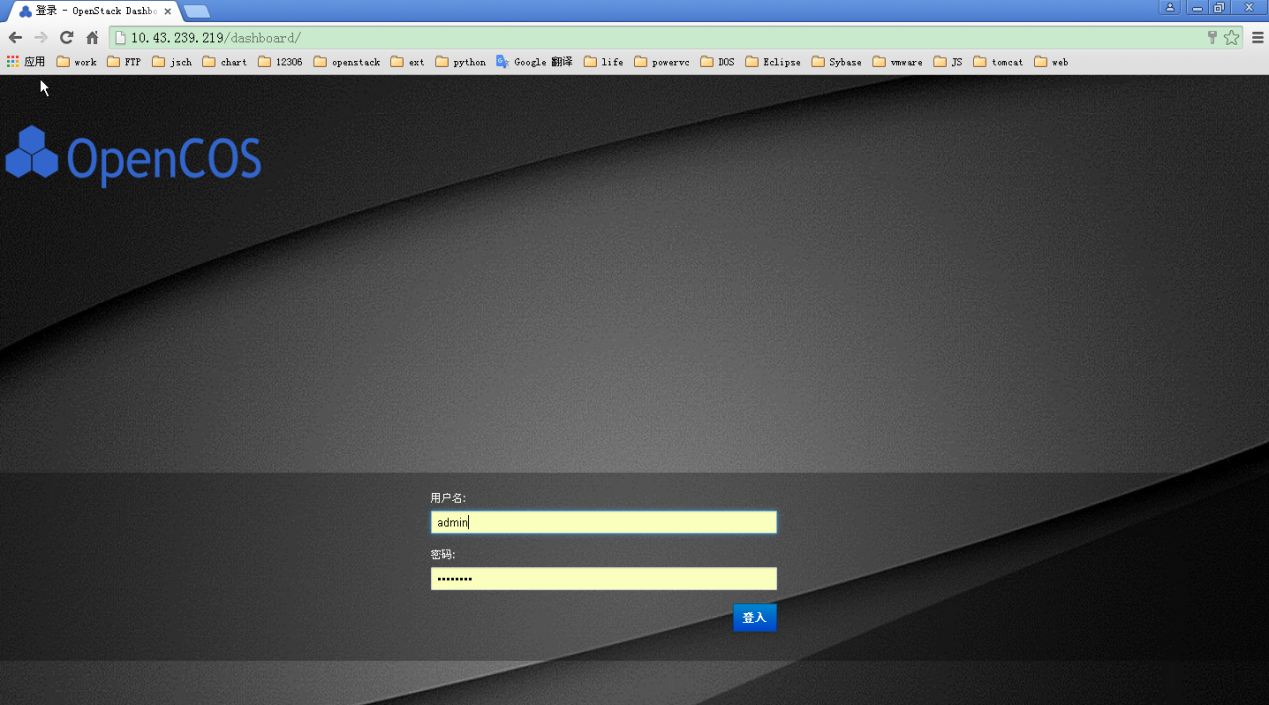 登录 - OpenStack Dashbo
10.43.239.219/dashboard/
应用 work FTP jsch chart 12306 openstack ext python Google 翻译 life powervc DOS Eclipse Sybase vmware JS tomcat web
OpenCOS
用户名:
admin
密码:
登入